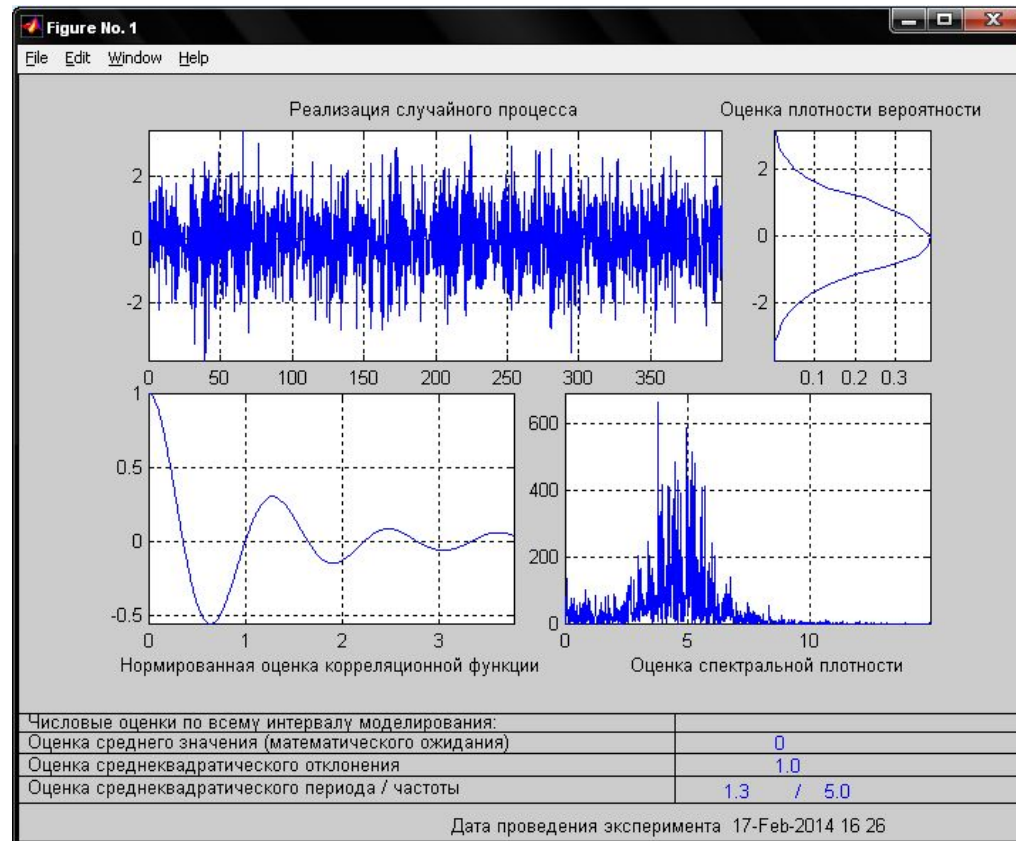 Figure No. 1
File Edit Window Help
Реализация случайного процесса
Оценка плотности вероятности
2
0
-2
0 50 100 150 200 250 300 350
2
0
-2
0.1 0.2 0.3
1
0.5
0
-0.5
0 1 2 3
Нормированная оценка корреляционной функции
600
400
200
0
0 5 10
Оценка спектральной плотности
Числовые оценки по всему интервалу моделирования:
Оценка среднего значения (математического ожидания) 0
Оценка среднеквадратического отклонения 1.0
Оценка среднеквадратического периода / частоты 1.3 / 5.0
Дата проведения эксперимента 17-Feb-2014 16 26